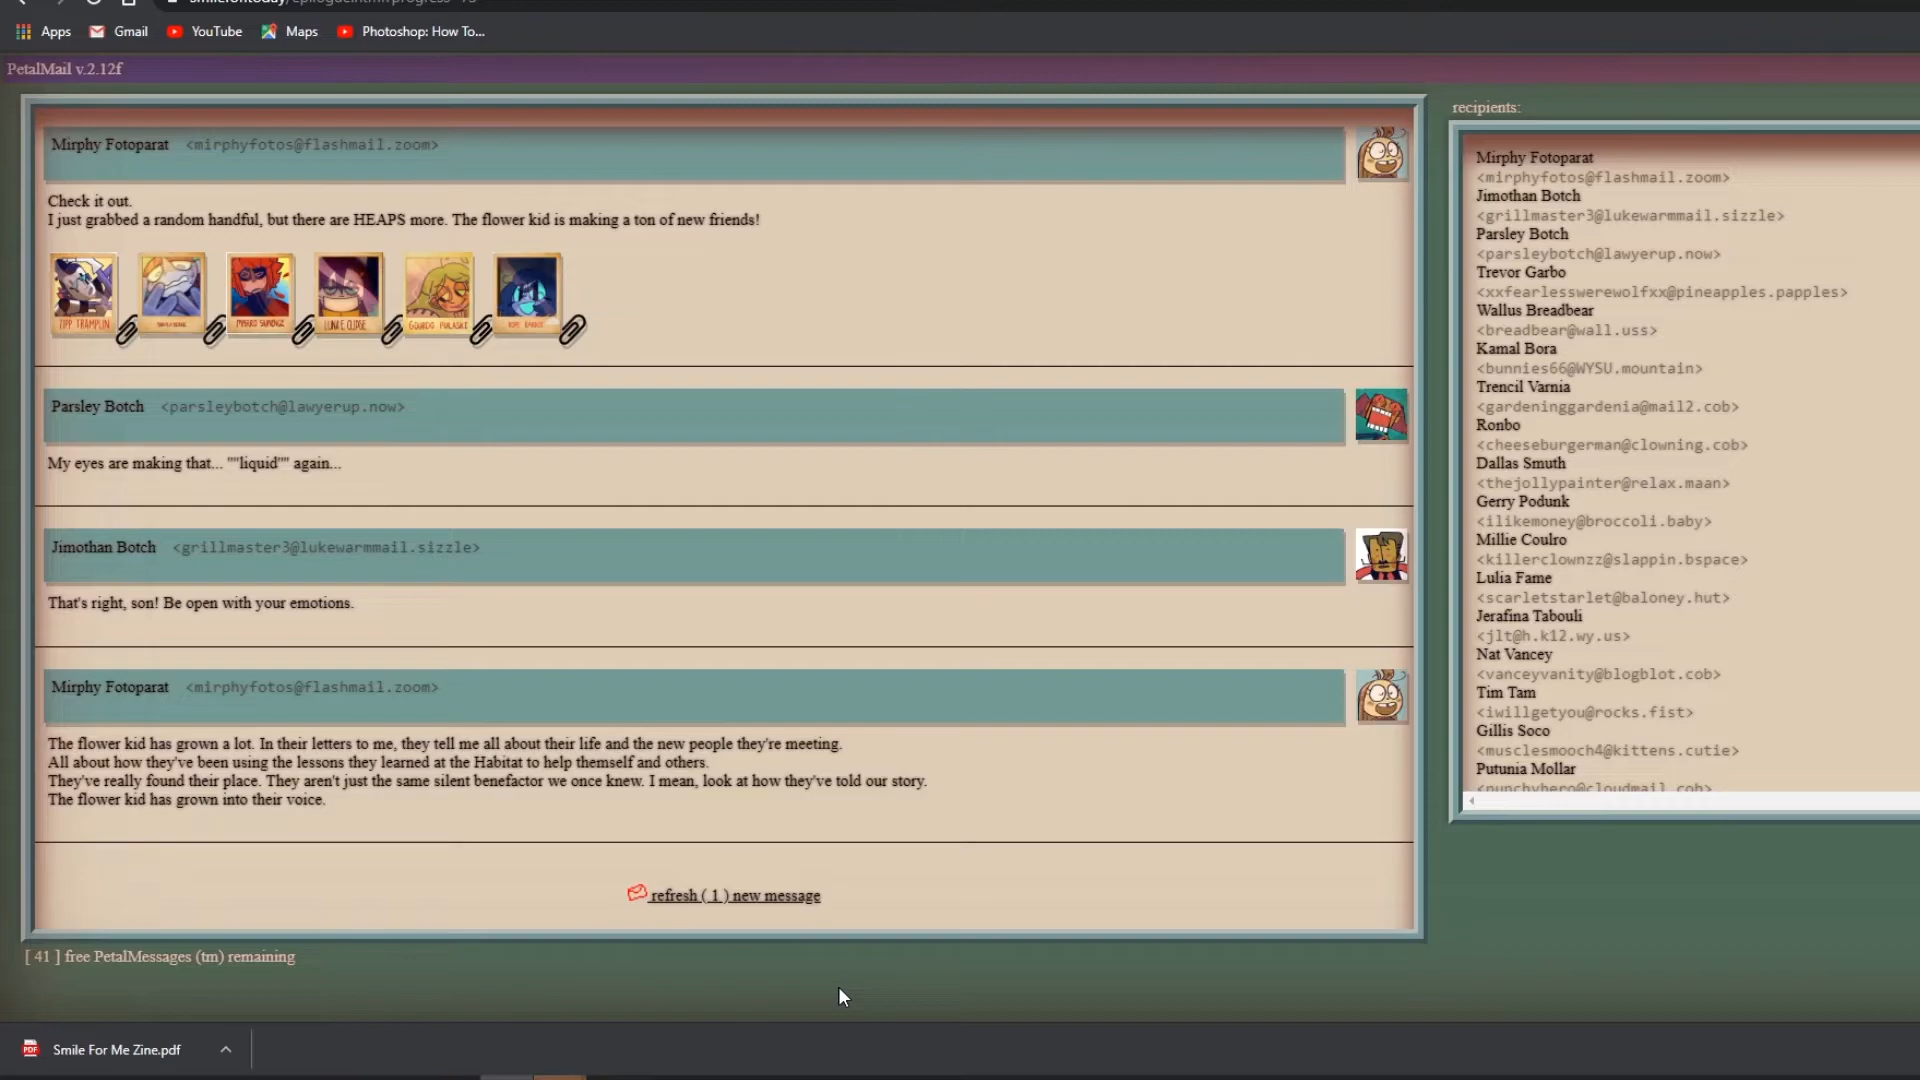 Apps
Gmail
YouTube
Maps
Photoshop: How To...
PetalMail v.2.12f
Mirphy Fotoparat <mirphyfotos@flashmail.zoom>
Check it out.
I just grabbed a random handful, but there are HEAPS more. The flower kid is making a ton of new friends!
ZIPP TRAMPLIN
LUNI E. CLIPSE
GOURDO PULASKI
Parsley Botch <parsleybotch@lawyerup.now>
My eyes are making that... ""liquid"" again...
Jimothan Botch <grillmaster3@lukewarmmail.sizzle>
That's right, son! Be open with your emotions.
Mirphy Fotoparat <mirphyfotos@flashmail.zoom>
The flower kid has grown a lot. In their letters to me, they tell me all about their life and the new people they're meeting.
All about how they've been using the lessons they learned at the Habitat to help themself and others.
They've really found their place. They aren't just the same silent benefactor we once knew. I mean, look at how they've told our story.
The flower kid has grown into their voice.
refresh ( 1 ) new message
[ 41 ] free PetalMessages (tm) remaining
recipients:
Mirphy Fotoparat
<mirphyfotos@flashmail.zoom>
Jimothan Botch
<grillmaster3@lukewarmmail.sizzle>
Parsley Botch
<parsleybotch@lawyerup.now>
Trevor Garbo
<xxfearlesswerewolfxx@pineapples.papples>
Wallus Breadbear
<breadbear@wall.uss>
Kamal Bora
<bunnies66@WYSU.mountain>
Trencil Varnia
<gardeninggardenia@mail2.cob>
Ronbo
<cheeseburgerman@clowning.cob>
Dallas Smuth
<thejollypainter@relax.maan>
Gerry Podunk
<ilikemoney@broccoli.baby>
Millie Coulro
<killerclownzz@slappin.bspace>
Lulia Fame
<scarletstarlet@baloney.hut>
Jerafina Tabouli
<jlt@h.k12.wy.us>
Nat Vancey
<vanceyvanity@blogblot.cob>
Tim Tam
<iwillgetyou@rocks.fist>
Gillis Soco
<musclesmooch4@kittens.cutie>
Putunia Mollar
<punchyhero@cloudmail.cob>
Smile For Me Zine.pdf